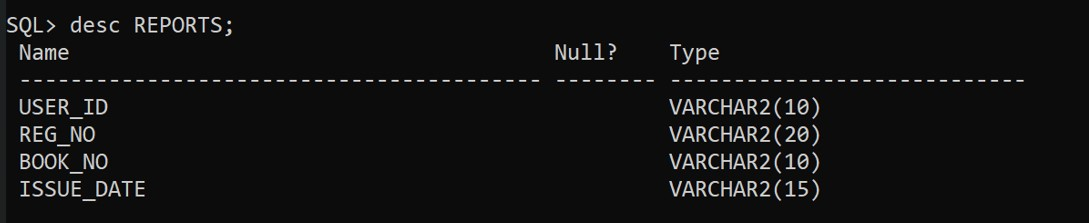 SQL> desc REPORTS;
Name                                      Null?    Type
----------------------------------------- -------- ----------------------------
USER_ID                                            VARCHAR2(10)
REG_NO                                             VARCHAR2(20)
BOOK_NO                                            VARCHAR2(10)
ISSUE_DATE                                         VARCHAR2(15)